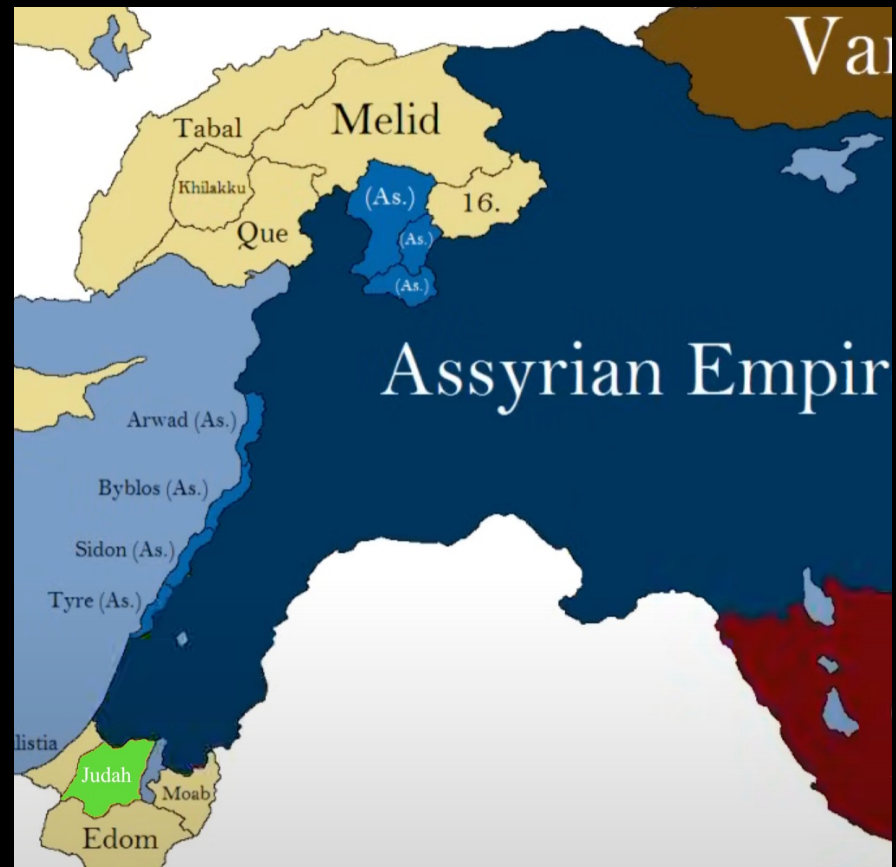 Va
Tabal
Melid
Khilakku
(As.)
16.
Que
(As.)
(As.)
Assyrian Empir
Arwad (As.)
Byblos (As.)
Sidon (As.)
Tyre (As.)
listia
Judah
Moab
Edom